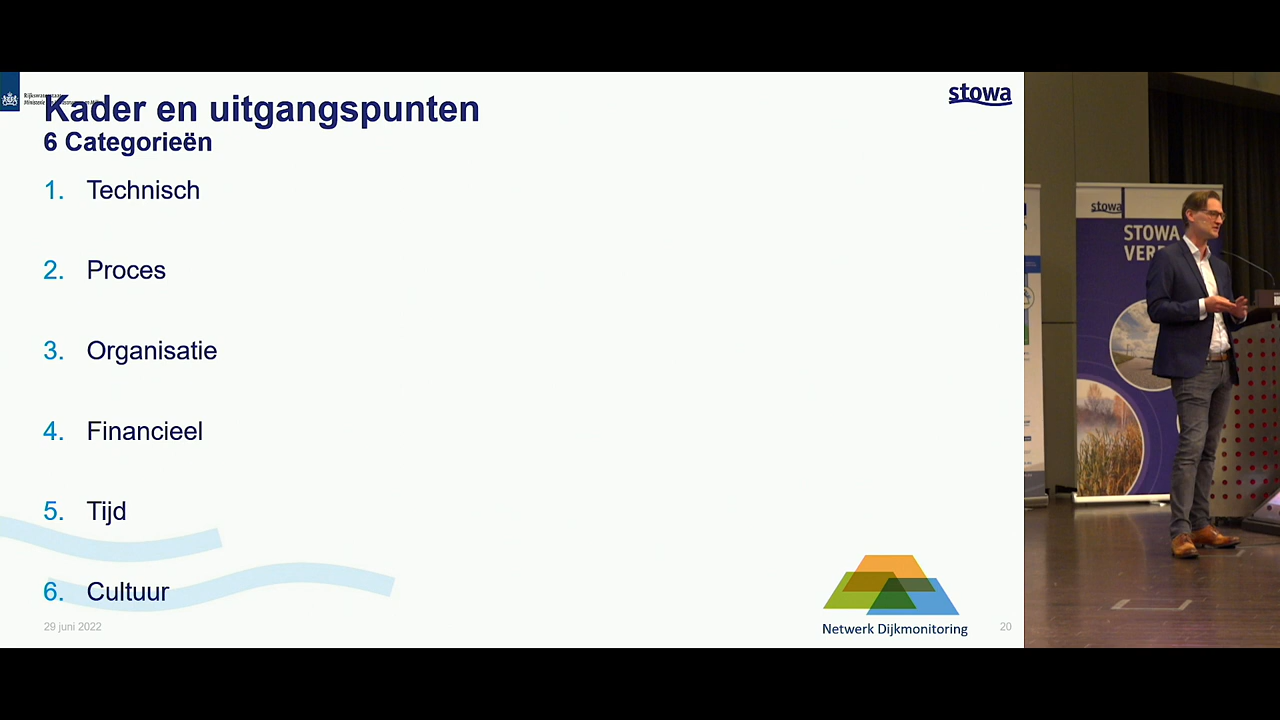 Kader en uitgangspunten
6 Categorieën
stowa
1. Technisch
2. Proces
3. Organisatie
4. Financieel
5. Tijd
6. Cultuur
29 juni 2022
Netwerk Dijkmonitoring
20
stowa
STOWA